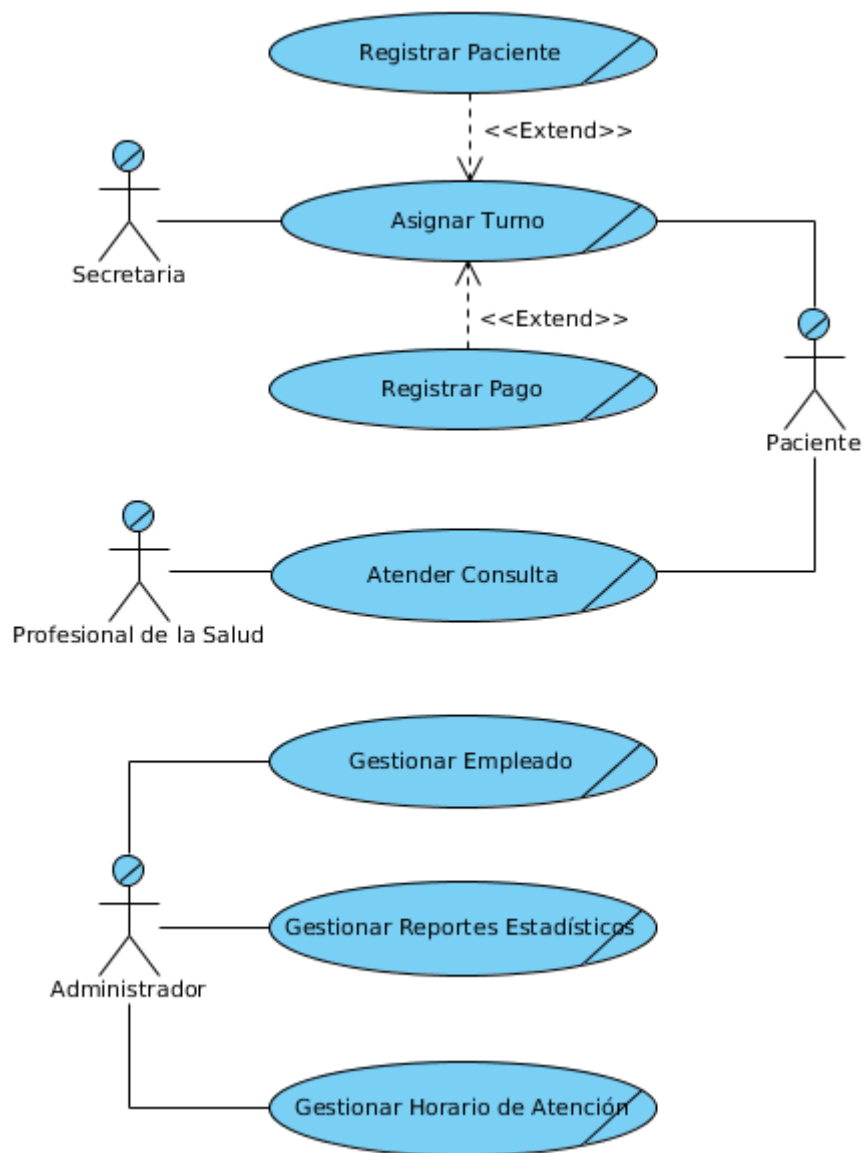 Registrar Paciente
<<Extend>>
Asignar Turno
Secretaria
<<Extend>>
Registrar Pago
Paciente
Atender Consulta
Profesional de la Salud
Gestionar Empleado
Gestionar Reportes Estadísticos
Administrador
Gestionar Horario de Atención